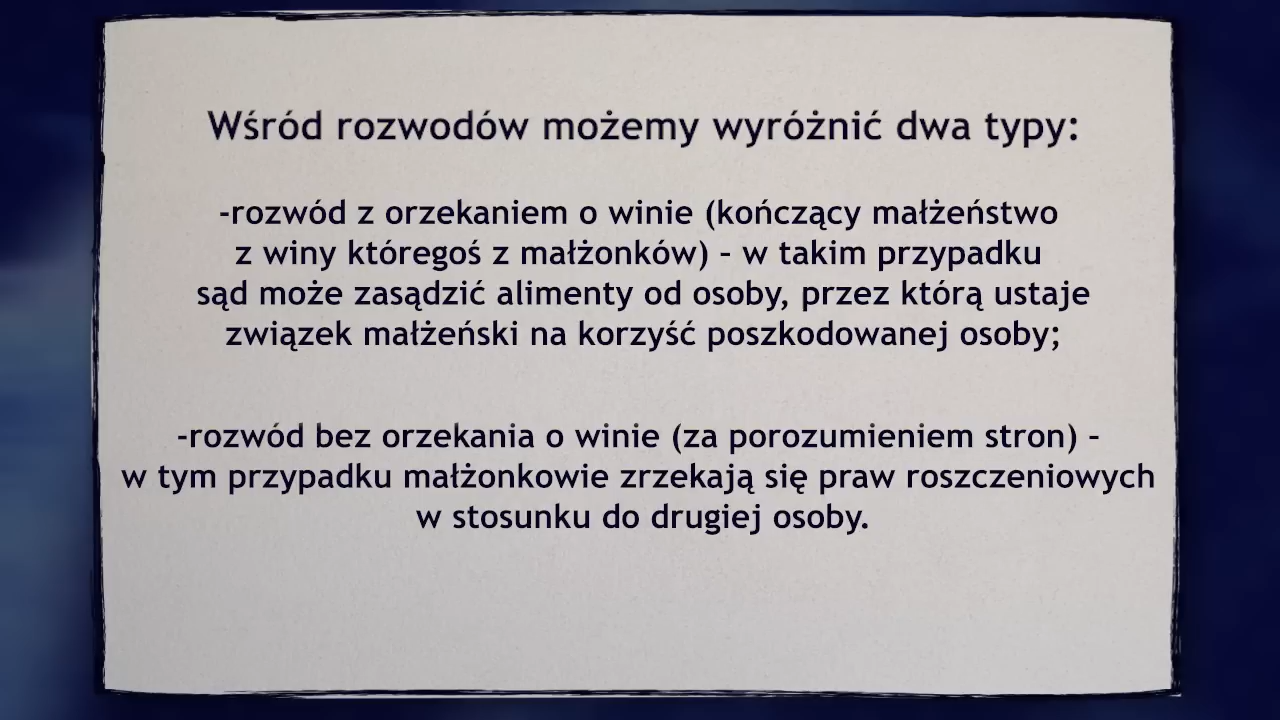 Wśród rozwodów możemy wyróżnić dwa typy:
-rozwód z orzekaniem o winie (kończący małżeństwo
z winy któregoś z małżonków) – w takim przypadku
sąd może zasądzić alimenty od osoby, przez którą ustaje
związek małżeński na korzyść poszkodowanej osoby;
-rozwód bez orzekania o winie (za porozumieniem stron) –
w tym przypadku małżonkowie zrzekają się praw roszczeniowych
w stosunku do drugiej osoby.